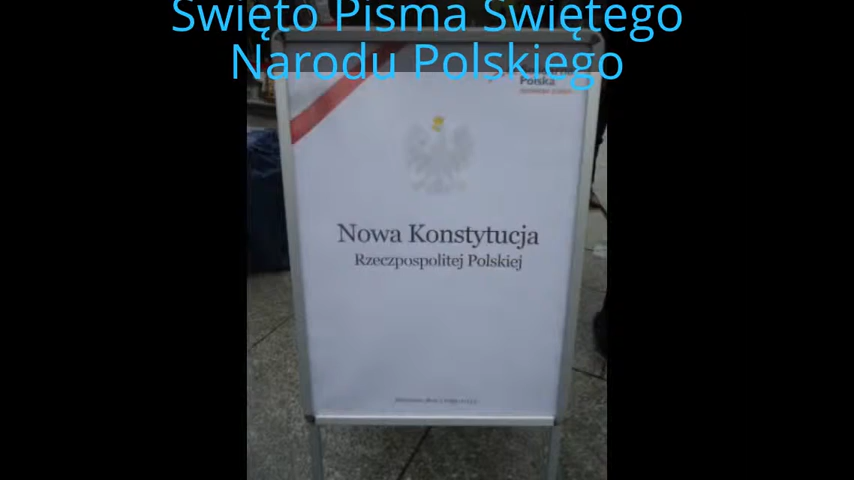 Święto Pisma Świętego
Narodu Polskiego
Polska
Nowa Konstytucja
Rzeczpospolitej Polskiej